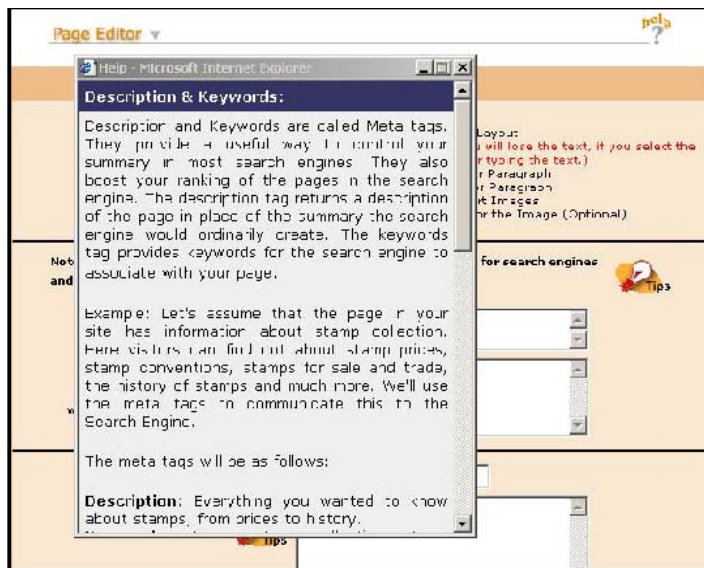 help
?
Page Editor
Help - Microsoft Internet Explorer
Description & Keywords:
Description and Keywords are called Meta tags.
They provide a useful way to control your
summary in most search engines. They also
boost your ranking of the pages in the search
engine. The description tag returns a description
of the page in place of the summary the search
engine would ordinarily create. The keywords
tag provides keywords for the search engine to
associate with your page.
Example: Let's assume that the page in your
site has information about stamp collection.
Here visitors can find out about stamp prices,
stamp conventions, stamps for sale and trade,
the history of stamps and much more. We'll use
the meta tags to communicate this to the
Search Engine.
The meta tags will be as follows:
Description: Everything you wanted to know
about stamps, from prices to history.
Layout
will lose the text, if you select the
typing the text.)
Paragraph
Paragraph
Images
the Image (Optional)
Not
and
for search engines
Tips
Tips